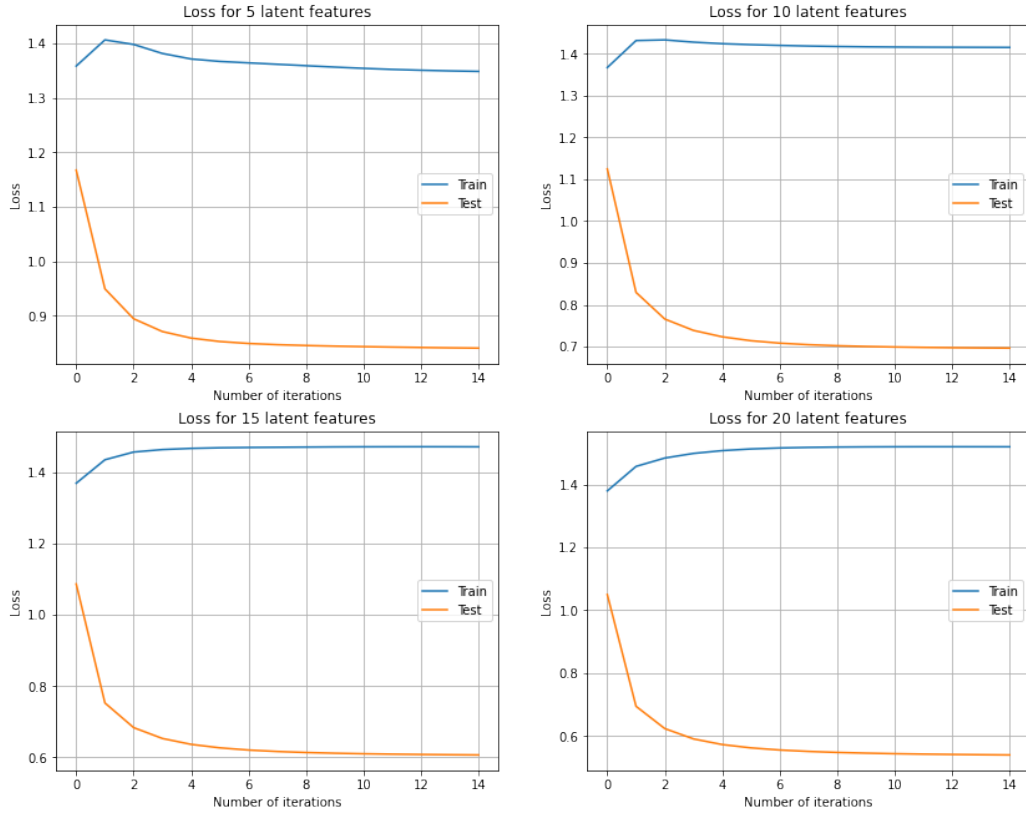 Loss for 5 latent features
1.4
1.3
1.2
1.1
1.0
0.9
Loss
Train
Test
0 2 4 6 8 10 12 14
Number of iterations
Loss for 10 latent features
1.4
1.3
1.2
1.1
1.0
0.9
0.8
0.7
Loss
Train
Test
0 2 4 6 8 10 12 14
Number of iterations
Loss for 15 latent features
1.4
1.2
1.0
0.8
0.6
Loss
Train
Test
0 2 4 6 8 10 12 14
Number of iterations
Loss for 20 latent features
1.4
1.2
1.0
0.8
0.6
Loss
Train
Test
0 2 4 6 8 10 12 14
Number of iterations